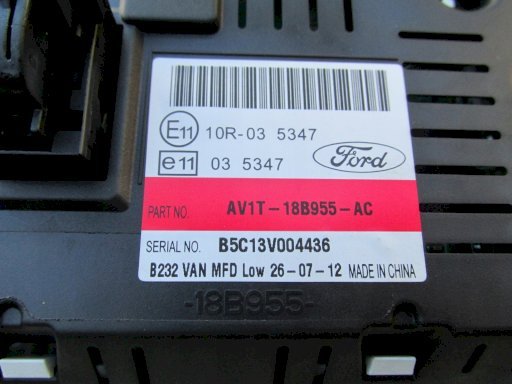 E11 10R-03 5347
e11 03 5347 Ford
PART NO. AV1T-18B955-AC
SERIAL NO. B5C13V004436
B232 VAN MFD Low 26-07-12 MADE IN CHINA
-18B955-